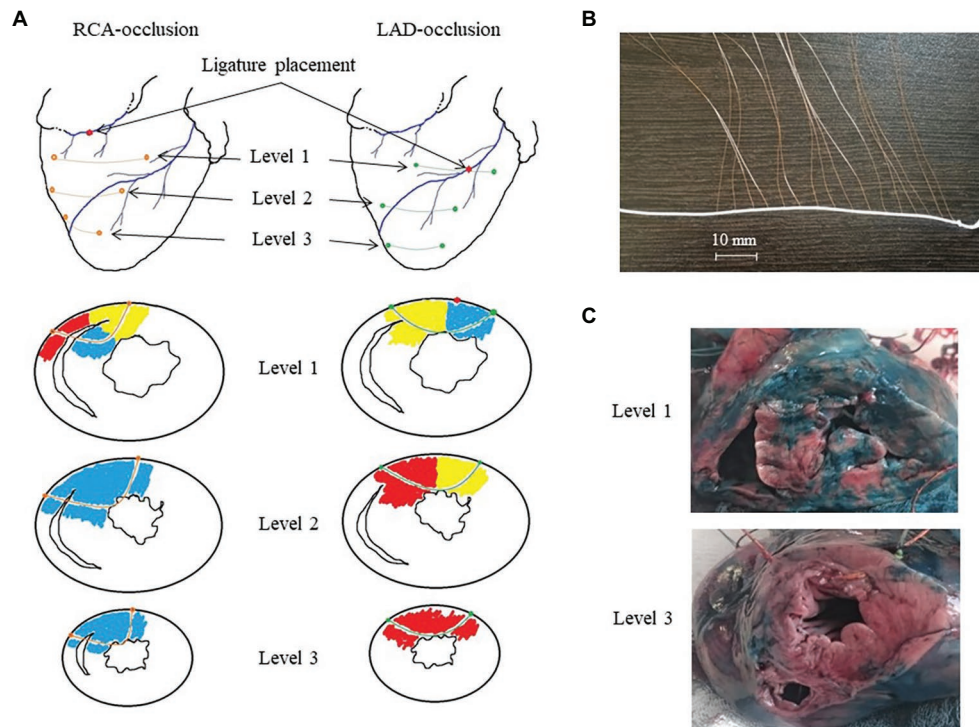 A
RCA-occlusion
LAD-occlusion
Ligature placement
Level 1
Level 2
Level 3
Level 1
Level 2
Level 3
B
10 mm
C
Level 1
Level 3